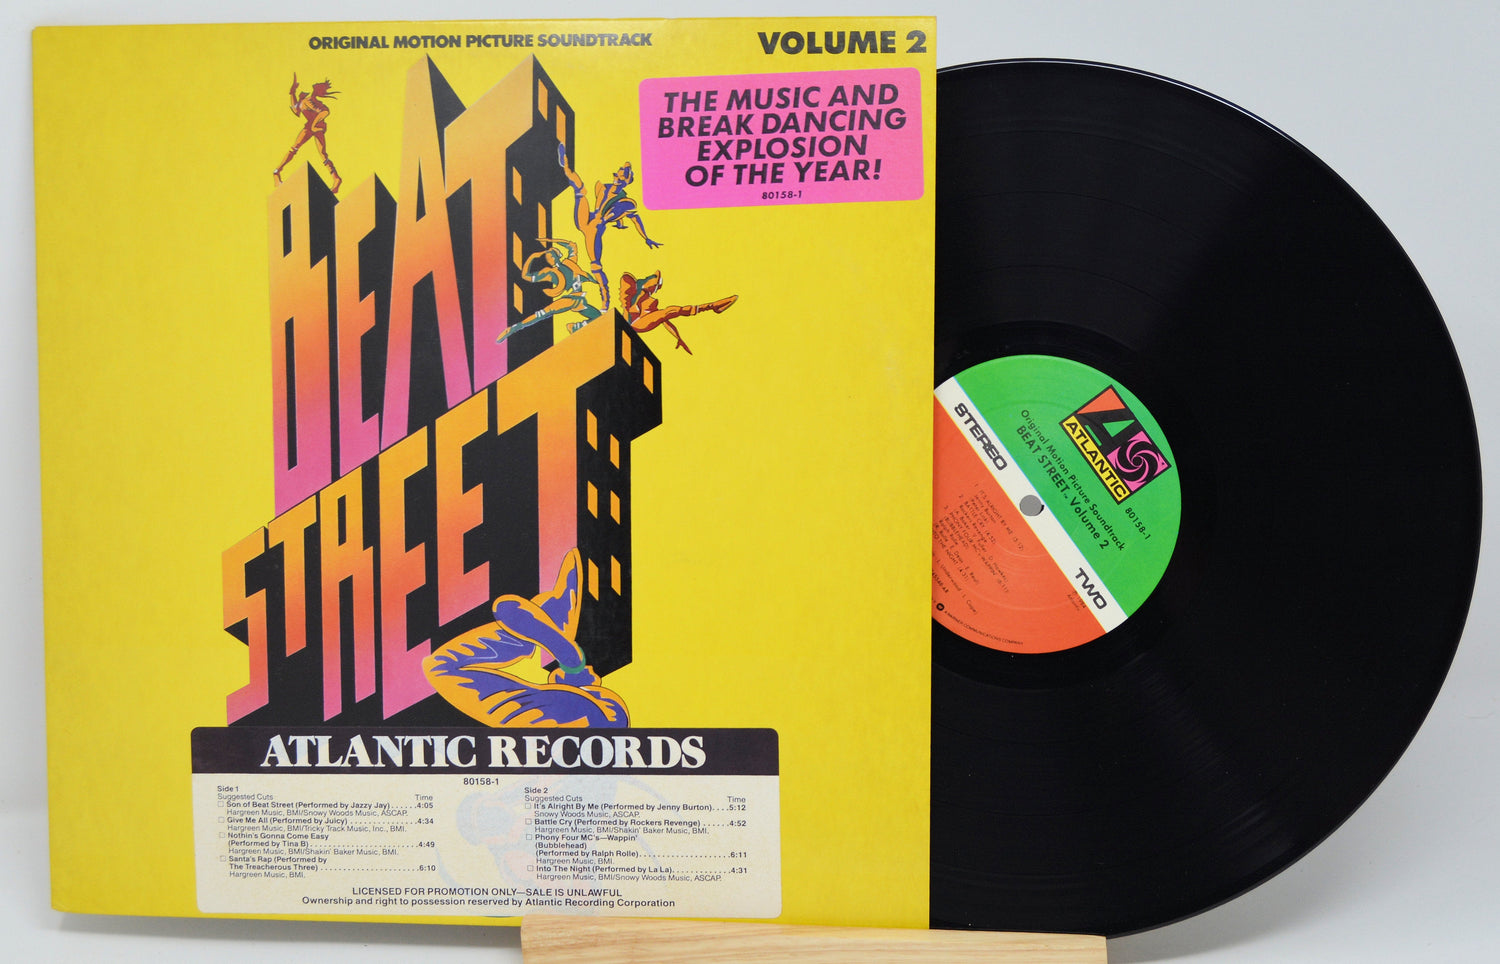 ORIGINAL MOTION PICTURE SOUNDTRACK
VOLUME 2
THE MUSIC AND
BREAK DANCING
EXPLOSION
OF THE YEAR!
80158-1
BEAT
STREET
ATLANTIC RECORDS
80158-1
Side 1
Suggested Cuts Time
Son of Beat Street (Performed by Jazzy Jay)......4:05
Hargreen Music, BMI/Snowy Woods Music, ASCAP.
Give Me All (Performed by Juicy)...............4:34
Hargreen Music, BMI/Tricky Track Music, Inc., BMI.
Nothin's Gonna Come Easy
(Performed by Tina B).........................4:49
Hargreen Music, BMI/Shakin' Baker Music, BMI.
Santa's Rap (Performed by
The Treacherous Three)........................6:10
Hargreen Music, BMI.
Side 2
Suggested Cuts Time
It's Alright By Me (Performed by Jenny Burton)....5:12
Snowy Woods Music, ASCAP.
Battle Cry (Performed by Rockers Revenge)......4:52
Hargreen Music, BMI/Shakin' Baker Music, BMI.
Phony Four MC's—Wappin'
(Bubblehead)
(Performed by Ralph Rolle)....................6:11
Hargreen Music, BMI.
Into The Night (Performed by La La).............4:31
Hargreen Music, BMI/Snowy Woods Music, ASCAP.
LICENSED FOR PROMOTION ONLY—SALE IS UNLAWFUL
Ownership and right to possession reserved by Atlantic Recording Corporation
ATLANTIC
80158-1
Original Motion Picture Soundtrack
BEAT STREET - Volume 2
STEREO
TWO